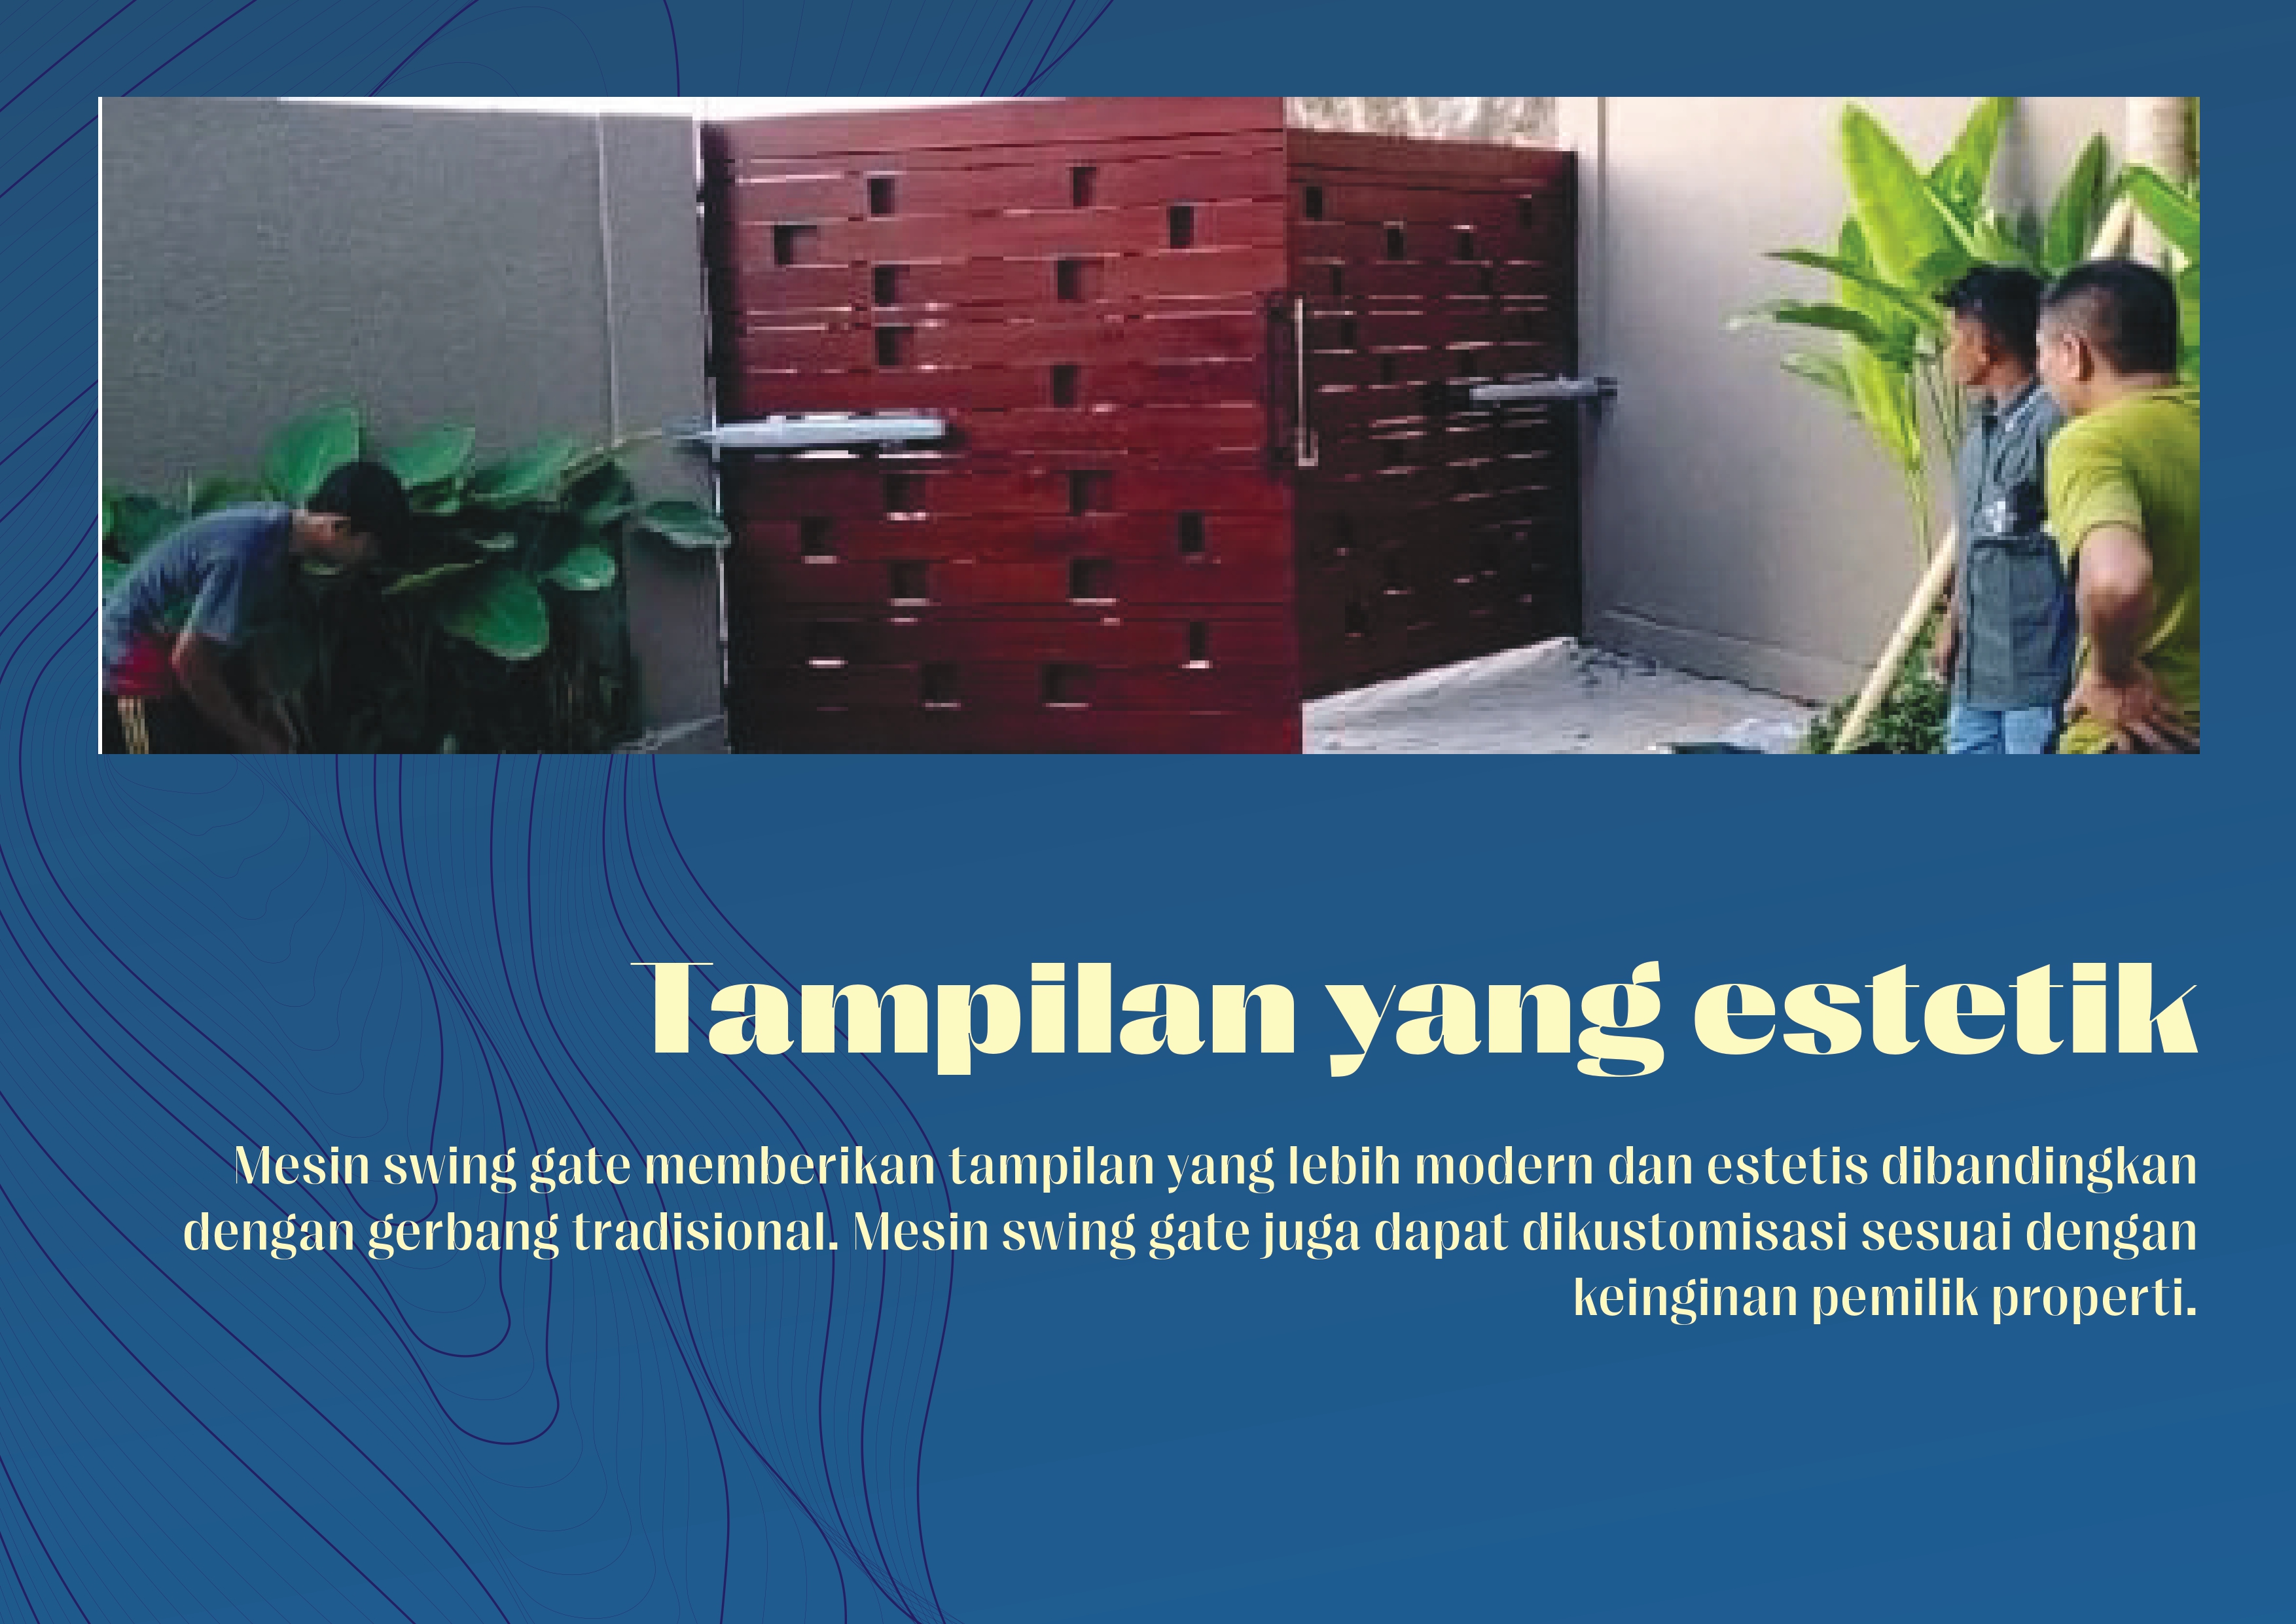 Tampilan yang estetik
Mesin swing gate memberikan tampilan yang lebih modern dan estetis dibandingkan
dengan gerbang tradisional. Mesin swing gate juga dapat dikustomisasi sesuai dengan
keinginan pemilik properti.